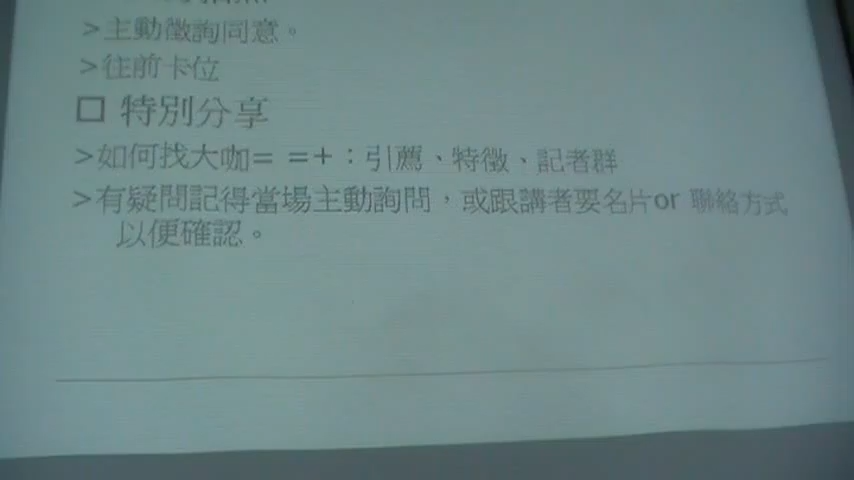 >主動徵詢同意。
>往前卡位
□ 特別分享
>如何找大咖= =+：引薦、特徵、記者群
>有疑問記得當場主動詢問，或跟講者要名片or 聯絡方式
以便確認。